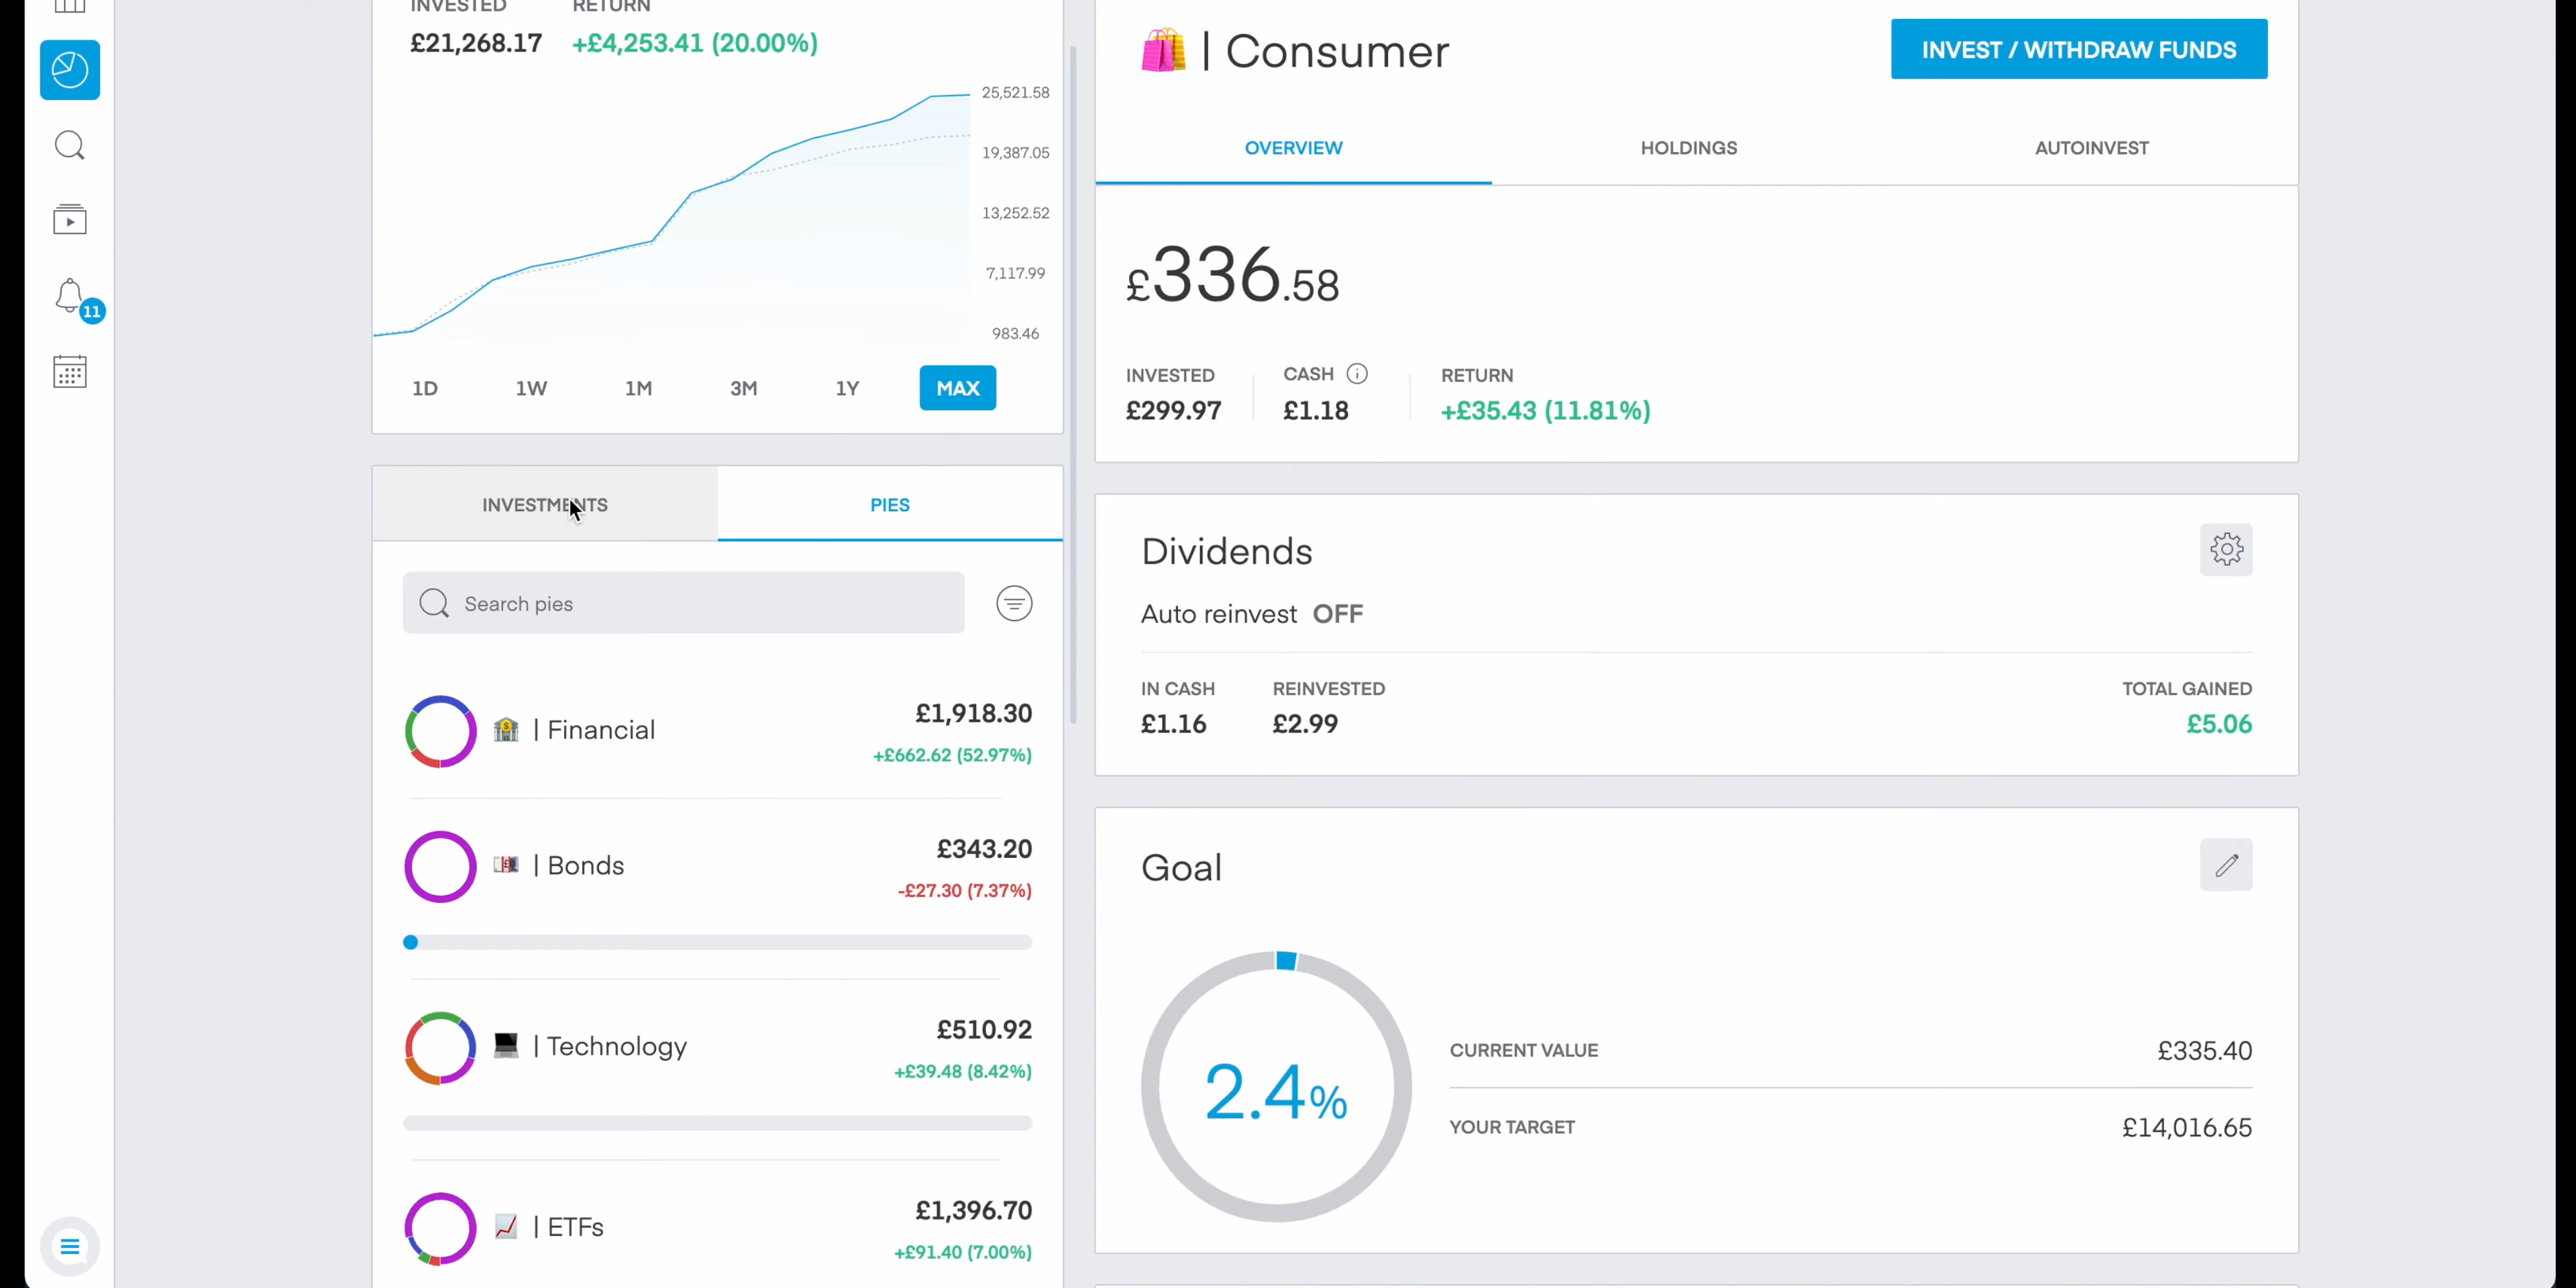 INVESTED RETURN
£21,268.17 +£4,253.41 (20.00%)
25,521.58
19,387.05
13,252.52
7,117.99
983.46
1D 1W 1M 3M 1Y MAX
11
INVESTMENTS PIES
Search pies
| Financial £1,918.30
+£662.62 (52.97%)
| Bonds £343.20
-£27.30 (7.37%)
| Technology £510.92
+£39.48 (8.42%)
| ETFs £1,396.70
+£91.40 (7.00%)
| Consumer
INVEST / WITHDRAW FUNDS
OVERVIEW HOLDINGS AUTOINVEST
£336.58
INVESTED CASH RETURN
£299.97 £1.18 +£35.43 (11.81%)
Dividends
Auto reinvest OFF
IN CASH REINVESTED TOTAL GAINED
£1.16 £2.99 £5.06
Goal
2.4%
CURRENT VALUE £335.40
YOUR TARGET £14,016.65